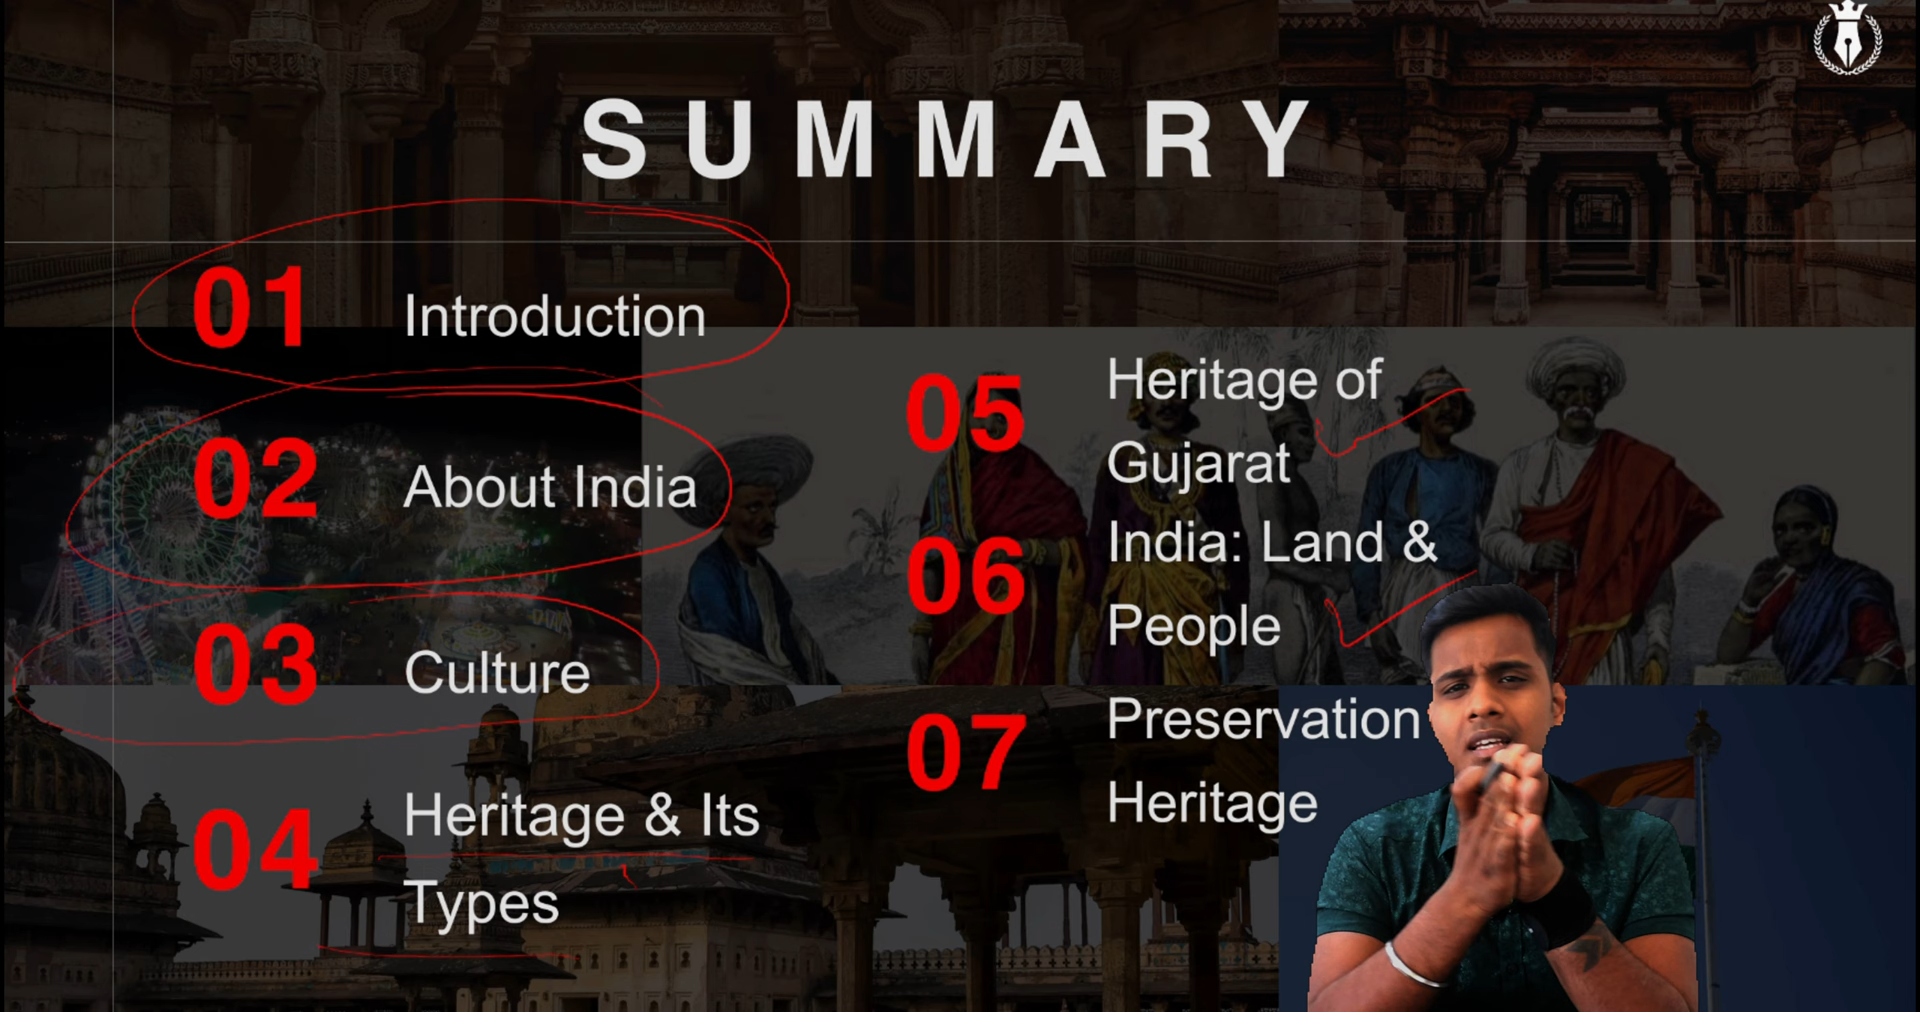 SUMMARY
01 Introduction
02 About India
03 Culture
04 Heritage & Its
Types
05 Heritage of
Gujarat
06 India: Land &
People
07 Preservation
Heritage